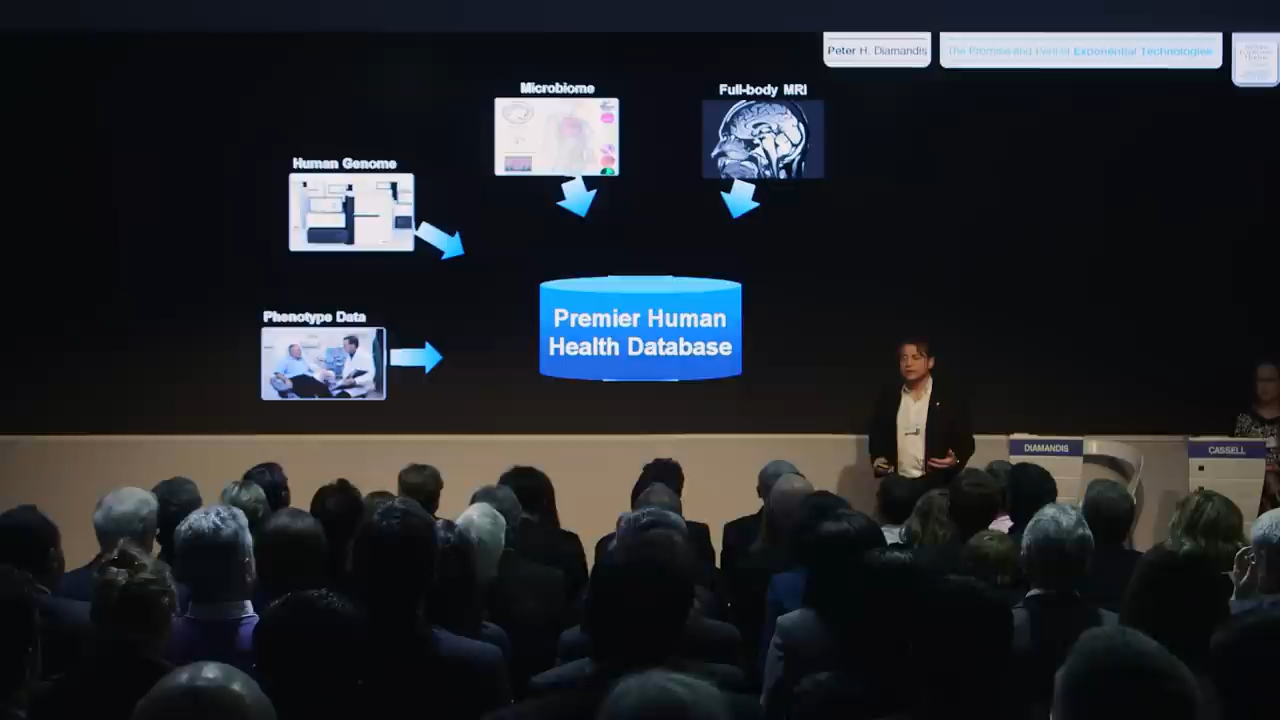 Peter H. Diamandis
The Promise and Peril of Exponential Technologies
Microbiome
Full-body MRI
Human Genome
Phenotype Data
Premier Human
Health Database
DIAMANDIS
CASSELL